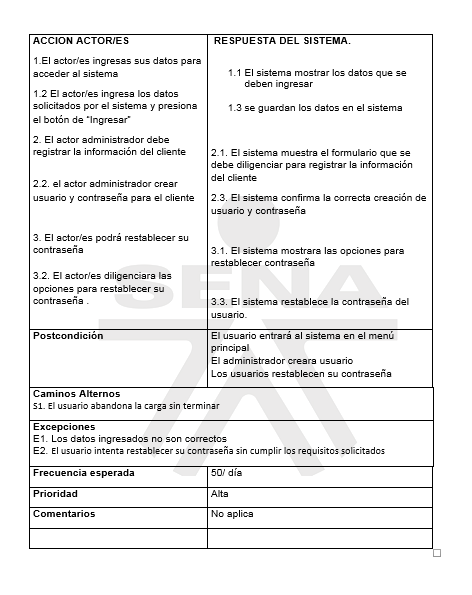 ACCION ACTOR/ES
RESPUESTA DEL SISTEMA.
1.El actor/es ingresas sus datos para
acceder al sistema
1.1 El sistema mostrar los datos que se
deben ingresar
1.2 El actor/es ingresa los datos
solicitados por el sistema y presiona
el botón de “Ingresar”
1.3 se guardan los datos en el sistema
2. El actor administrador debe
registrar la información del cliente
2.1. El sistema muestra el formulario que se
debe diligenciar para registrar la información
del cliente
2.2. el actor administrador crear
usuario y contraseña para el cliente
2.3. El sistema confirma la correcta creación de
usuario y contraseña
3. El actor/es podrá restablecer su
contraseña
3.1. El sistema mostrara las opciones para
restablecer contraseña
3.2. El actor/es diligenciara las
opciones para restablecer su
contraseña .
3.3. El sistema restablece la contraseña del
usuario.
SENA
Postcondición
El usuario entrará al sistema en el menú
principal
El administrador creara usuario
Los usuarios restablecen su contraseña
Caminos Alternos
S1. El usuario abandona la carga sin terminar
Excepciones
E1. Los datos ingresados no son correctos
E2. El usuario intenta restablecer su contraseña sin cumplir los requisitos solicitados
Frecuencia esperada
50/ día
Prioridad
Alta
Comentarios
No aplica